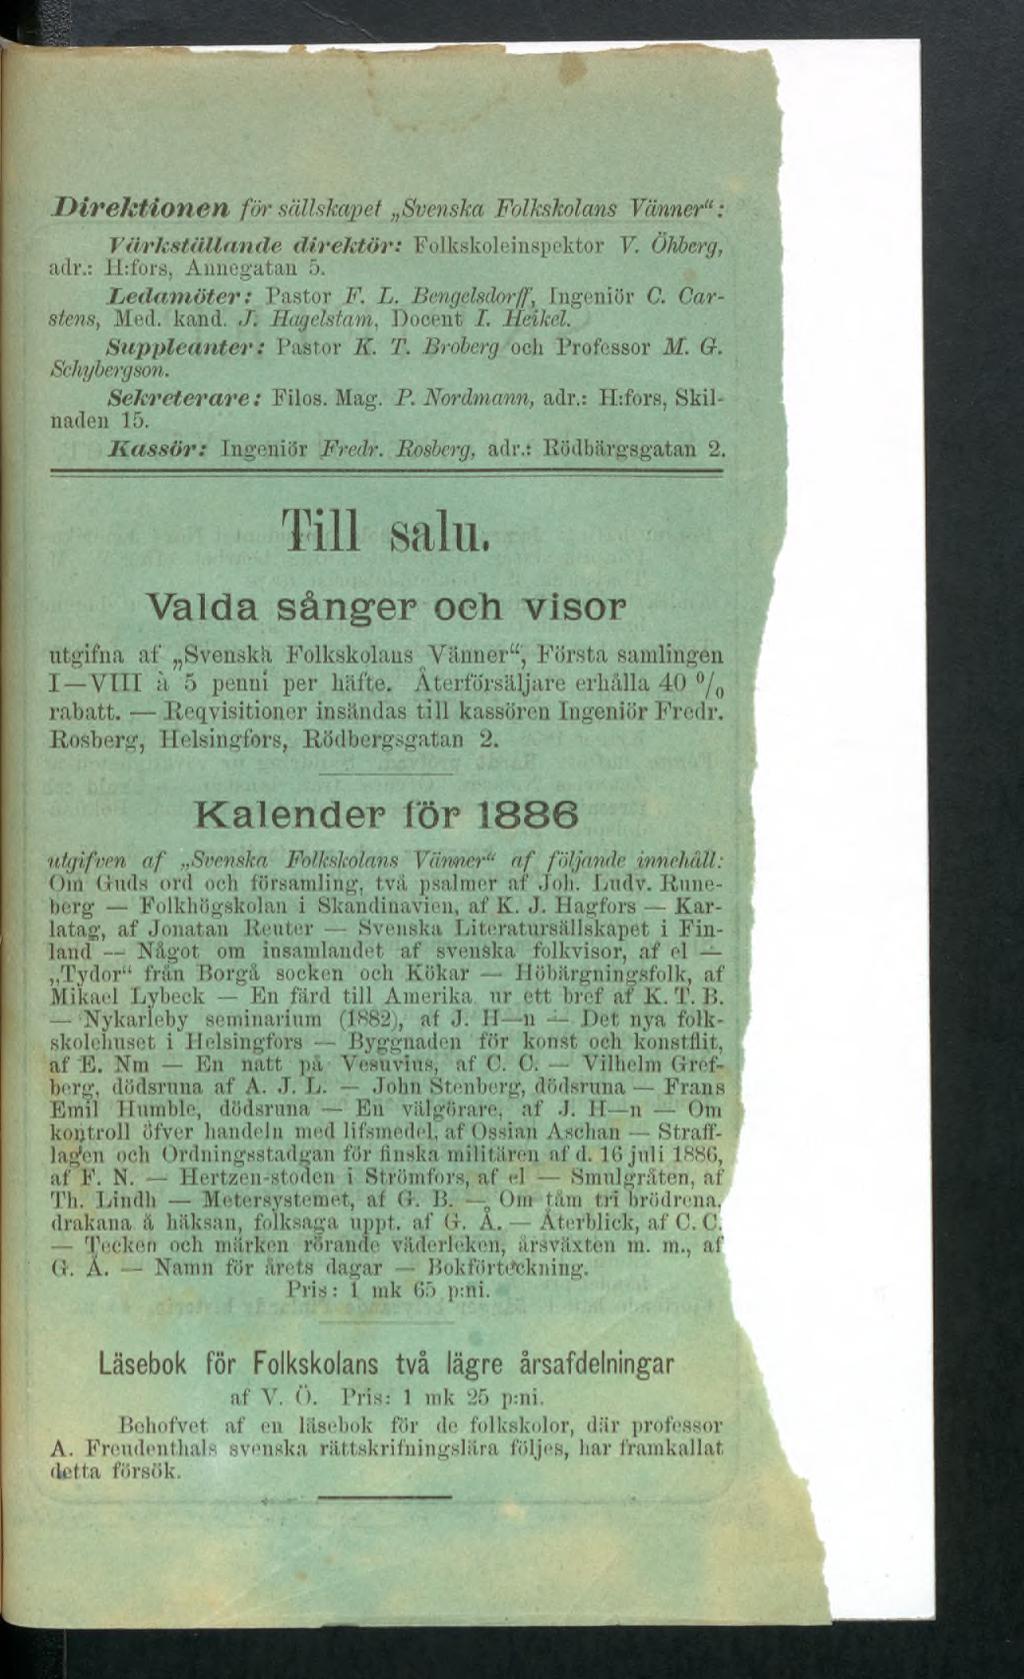 Direktionen för sällskapet „Svenska Folkskolans Vänner“:
Värkställande direktör: Folkskoleinspektor V. Öhberg,
adr.: H:fors, Annegatan 5.
Ledamöter: Pastor F. L. Bengelsdorff, Ingeniör C. Car-
stens, Med. kand. J. Hagelstam, Docent I. Heikel.
Suppleanter: Pastor K. T. Broberg och Professor M. G.
Schybergson.
Sekreterare: Filos. Mag. P. Nordmann, adr.: H:fors, Skil-
naden 15.
Kassör: Ingeniör Fredr. Rosberg, adr.: Rödbärgsgatan 2.
Till salu.
Valda sånger och visor
utgifna af „Svenska Folkskolans Vänner“, Första samlingen
I—VIII à 5 penni per häfte. Återförsäljare erhålla 40 %
rabatt. — Reqvisitioner insändas till kassören Ingeniör Fredr.
Rosberg, Helsingfors, Rödbergsgatan 2.
Kalender för 1886
utgifven af „Svenska Folkskolans Vänner“ af följande innehåll:
Om Guds ord och församling, två psalmer af Joh. Ludv. Rune-
berg — Folkhögskolan i Skandinavien, af K. J. Hagfors — Kar-
latag, af Jonatan Reuter — Svenska Literatursällskapet i Fin-
land — Något om insamlandet af svenska folkvisor, af el —
„Tydor“ från Borgå socken och Kökar — Höbärgningsfolk, af
Mikael Lybeck — En färd till Amerika ur ett bref af K. T. B.
— Nykarleby seminarium (1882), af J. H—n — Det nya folk-
skolehuset i Helsingfors — Byggnaden för konst och konstflit,
af E. Nm — En natt på Vesuvius, af C. C. — Vilhelm Gref-
berg, dödsruna af A. J. L. — John Stenberg, dödsruna — Frans
Emil Humble, dödsruna — En välgörare, af J. H—n — Om
kontroll öfver handeln med lifsmedel, af Ossian Aschan — Straff-
lagen och Ordningsstadgan för finska militären af d. 16 juli 1886,
af F. N. — Hertzen-stoden i Strömfors, af el — Smulgråten, af
Th. Lindh — Metersystemet, af G. B. — Om tåm tri brödrena,
drakana å häksan, folksaga uppt. af G. Å. — Återblick, af C. C.
— Tecken och märken rörande väderleken, årsväxten m. m., af
G. Å. — Namn för årets dagar — Bokförteckning.
Pris: 1 mk 65 p:ni.
Läsebok för Folkskolans två lägre årsafdelningar
af V. Ö. Pris: 1 mk 25 p:ni.
Behofvet af en läsebok för de folkskolor, där professor
A. Freudenthals svenska rättskrifningslära följes, har framkallat
detta försök.